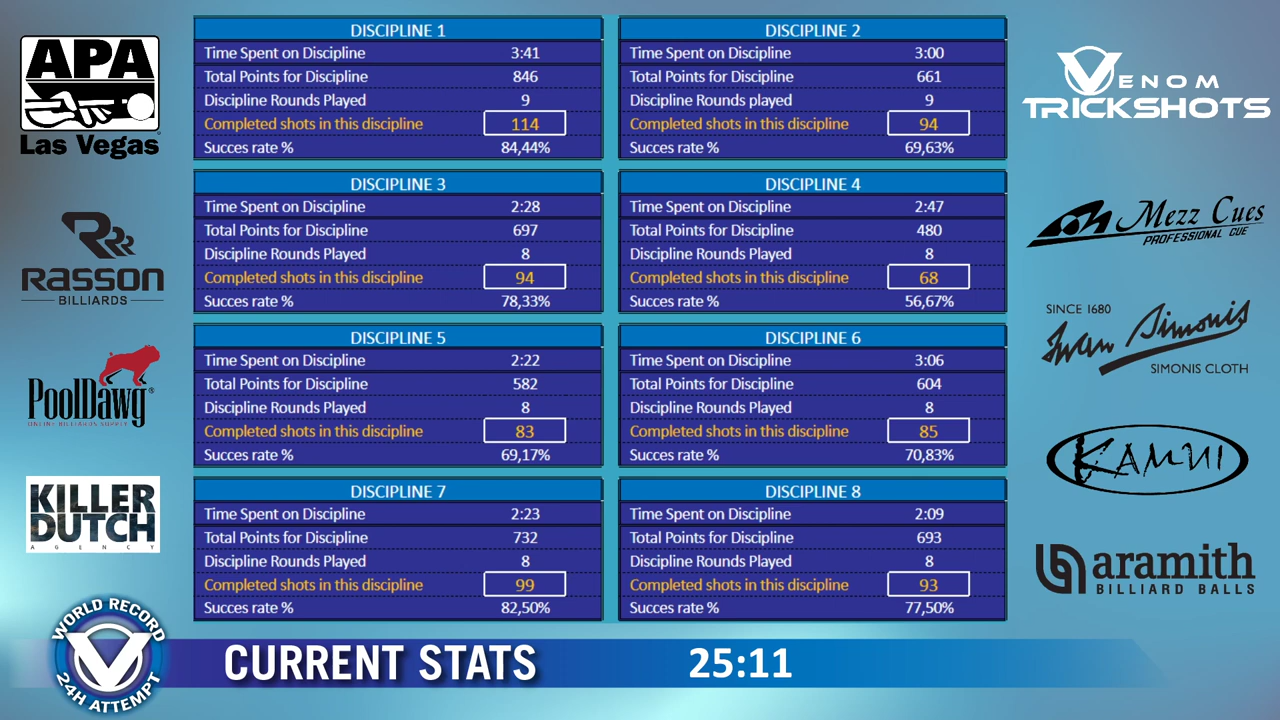 APA
Las Vegas
RASSON
BILLIARDS
PoolDawg®
ONLINE BILLIARDS SUPPLY
KILLER
DUTCH
AGENCY
DISCIPLINE 1
Time Spent on Discipline 3:41
Total Points for Discipline 846
Discipline Rounds Played 9
Completed shots in this discipline 114
Succes rate % 84,44%
DISCIPLINE 2
Time Spent on Discipline 3:00
Total Points for Discipline 661
Discipline Rounds played 9
Completed shots in this discipline 94
Succes rate % 69,63%
DISCIPLINE 3
Time Spent on Discipline 2:28
Total Points for Discipline 697
Discipline Rounds Played 8
Completed shots in this discipline 94
Succes rate % 78,33%
DISCIPLINE 4
Time Spent on Discipline 2:47
Total Points for Discipline 480
Discipline Rounds Played 8
Completed shots in this discipline 68
Succes rate % 56,67%
DISCIPLINE 5
Time Spent on Discipline 2:22
Total Points for Discipline 582
Discipline Rounds Played 8
Completed shots in this discipline 83
Succes rate % 69,17%
DISCIPLINE 6
Time Spent on Discipline 3:06
Total Points for Discipline 604
Discipline Rounds Played 8
Completed shots in this discipline 85
Succes rate % 70,83%
DISCIPLINE 7
Time Spent on Discipline 2:23
Total Points for Discipline 732
Discipline Rounds Played 8
Completed shots in this discipline 99
Succes rate % 82,50%
DISCIPLINE 8
Time Spent on Discipline 2:09
Total Points for Discipline 693
Discipline Rounds Played 8
Completed shots in this discipline 93
Succes rate % 77,50%
VENOM
TRICKSHOTS
Mezz Cues
PROFESSIONAL CUE
SINCE 1680
Iwan Simonis
SIMONIS CLOTH
KAMUI
aramith
BILLIARD BALLS
WORLD RECORD
V
24H ATTEMPT
CURRENT STATS 25:11